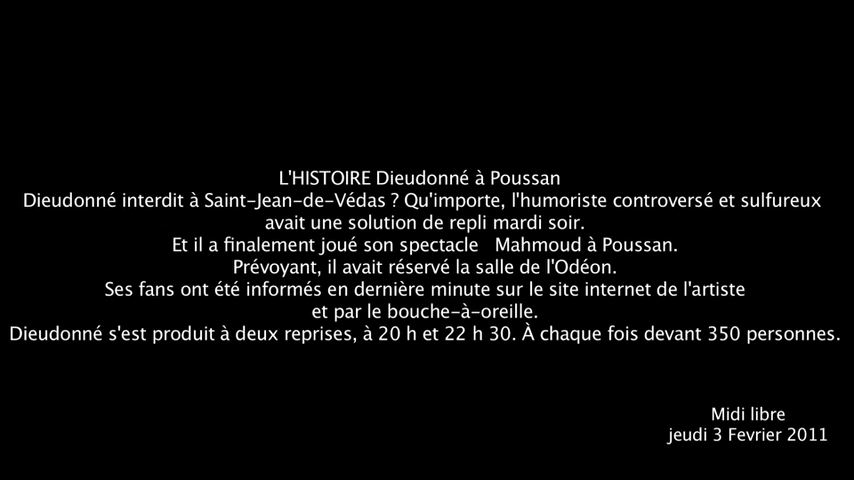 L'HISTOIRE Dieudonné à Poussan
Dieudonné interdit à Saint-Jean-de-Védas ? Qu'importe, l'humoriste controversé et sulfureux
avait une solution de repli mardi soir.
Et il a finalement joué son spectacle   Mahmoud à Poussan.
Prévoyant, il avait réservé la salle de l'Odéon.
Ses fans ont été informés en dernière minute sur le site internet de l'artiste
et par le bouche-à-oreille.
Dieudonné s'est produit à deux reprises, à 20 h et 22 h 30. À chaque fois devant 350 personnes.
Midi libre
jeudi 3 Fevrier 2011